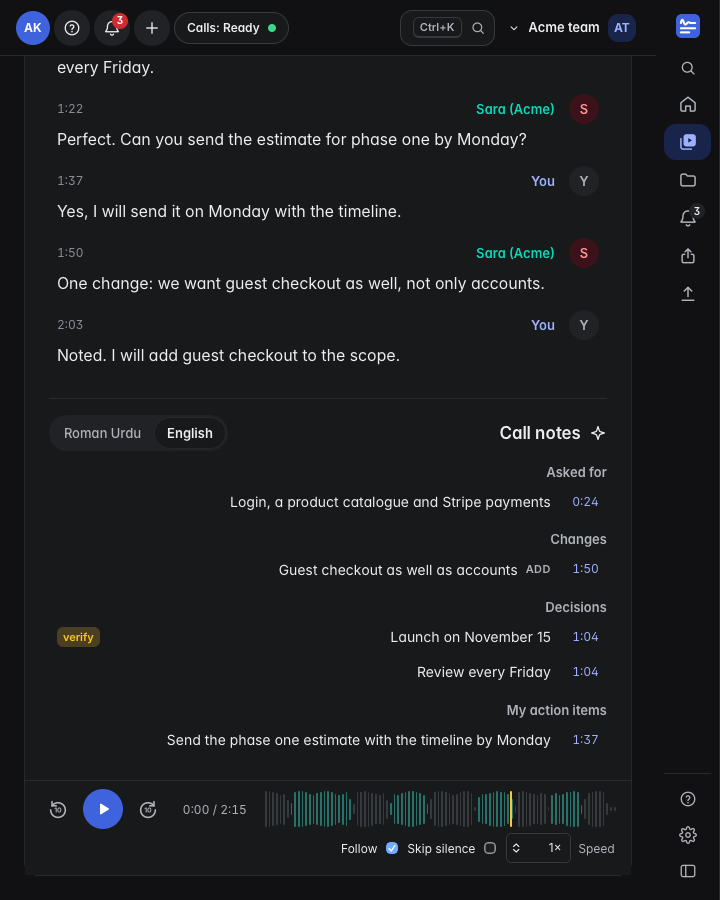 AK
3
Calls: Ready
Ctrl+K
Acme team
AT
every Friday.
1:22
Sara (Acme)
S
Perfect. Can you send the estimate for phase one by Monday?
1:37
You
Y
Yes, I will send it on Monday with the timeline.
1:50
Sara (Acme)
S
One change: we want guest checkout as well, not only accounts.
2:03
You
Y
Noted. I will add guest checkout to the scope.
3
Roman Urdu
English
Call notes
Asked for
Login, a product catalogue and Stripe payments 0:24
Changes
Guest checkout as well as accounts ADD 1:50
Decisions
verify
Launch on November 15 1:04
Review every Friday 1:04
My action items
Send the phase one estimate with the timeline by Monday 1:37
10
10
0:00 / 2:15
Follow
Skip silence
1×
Speed